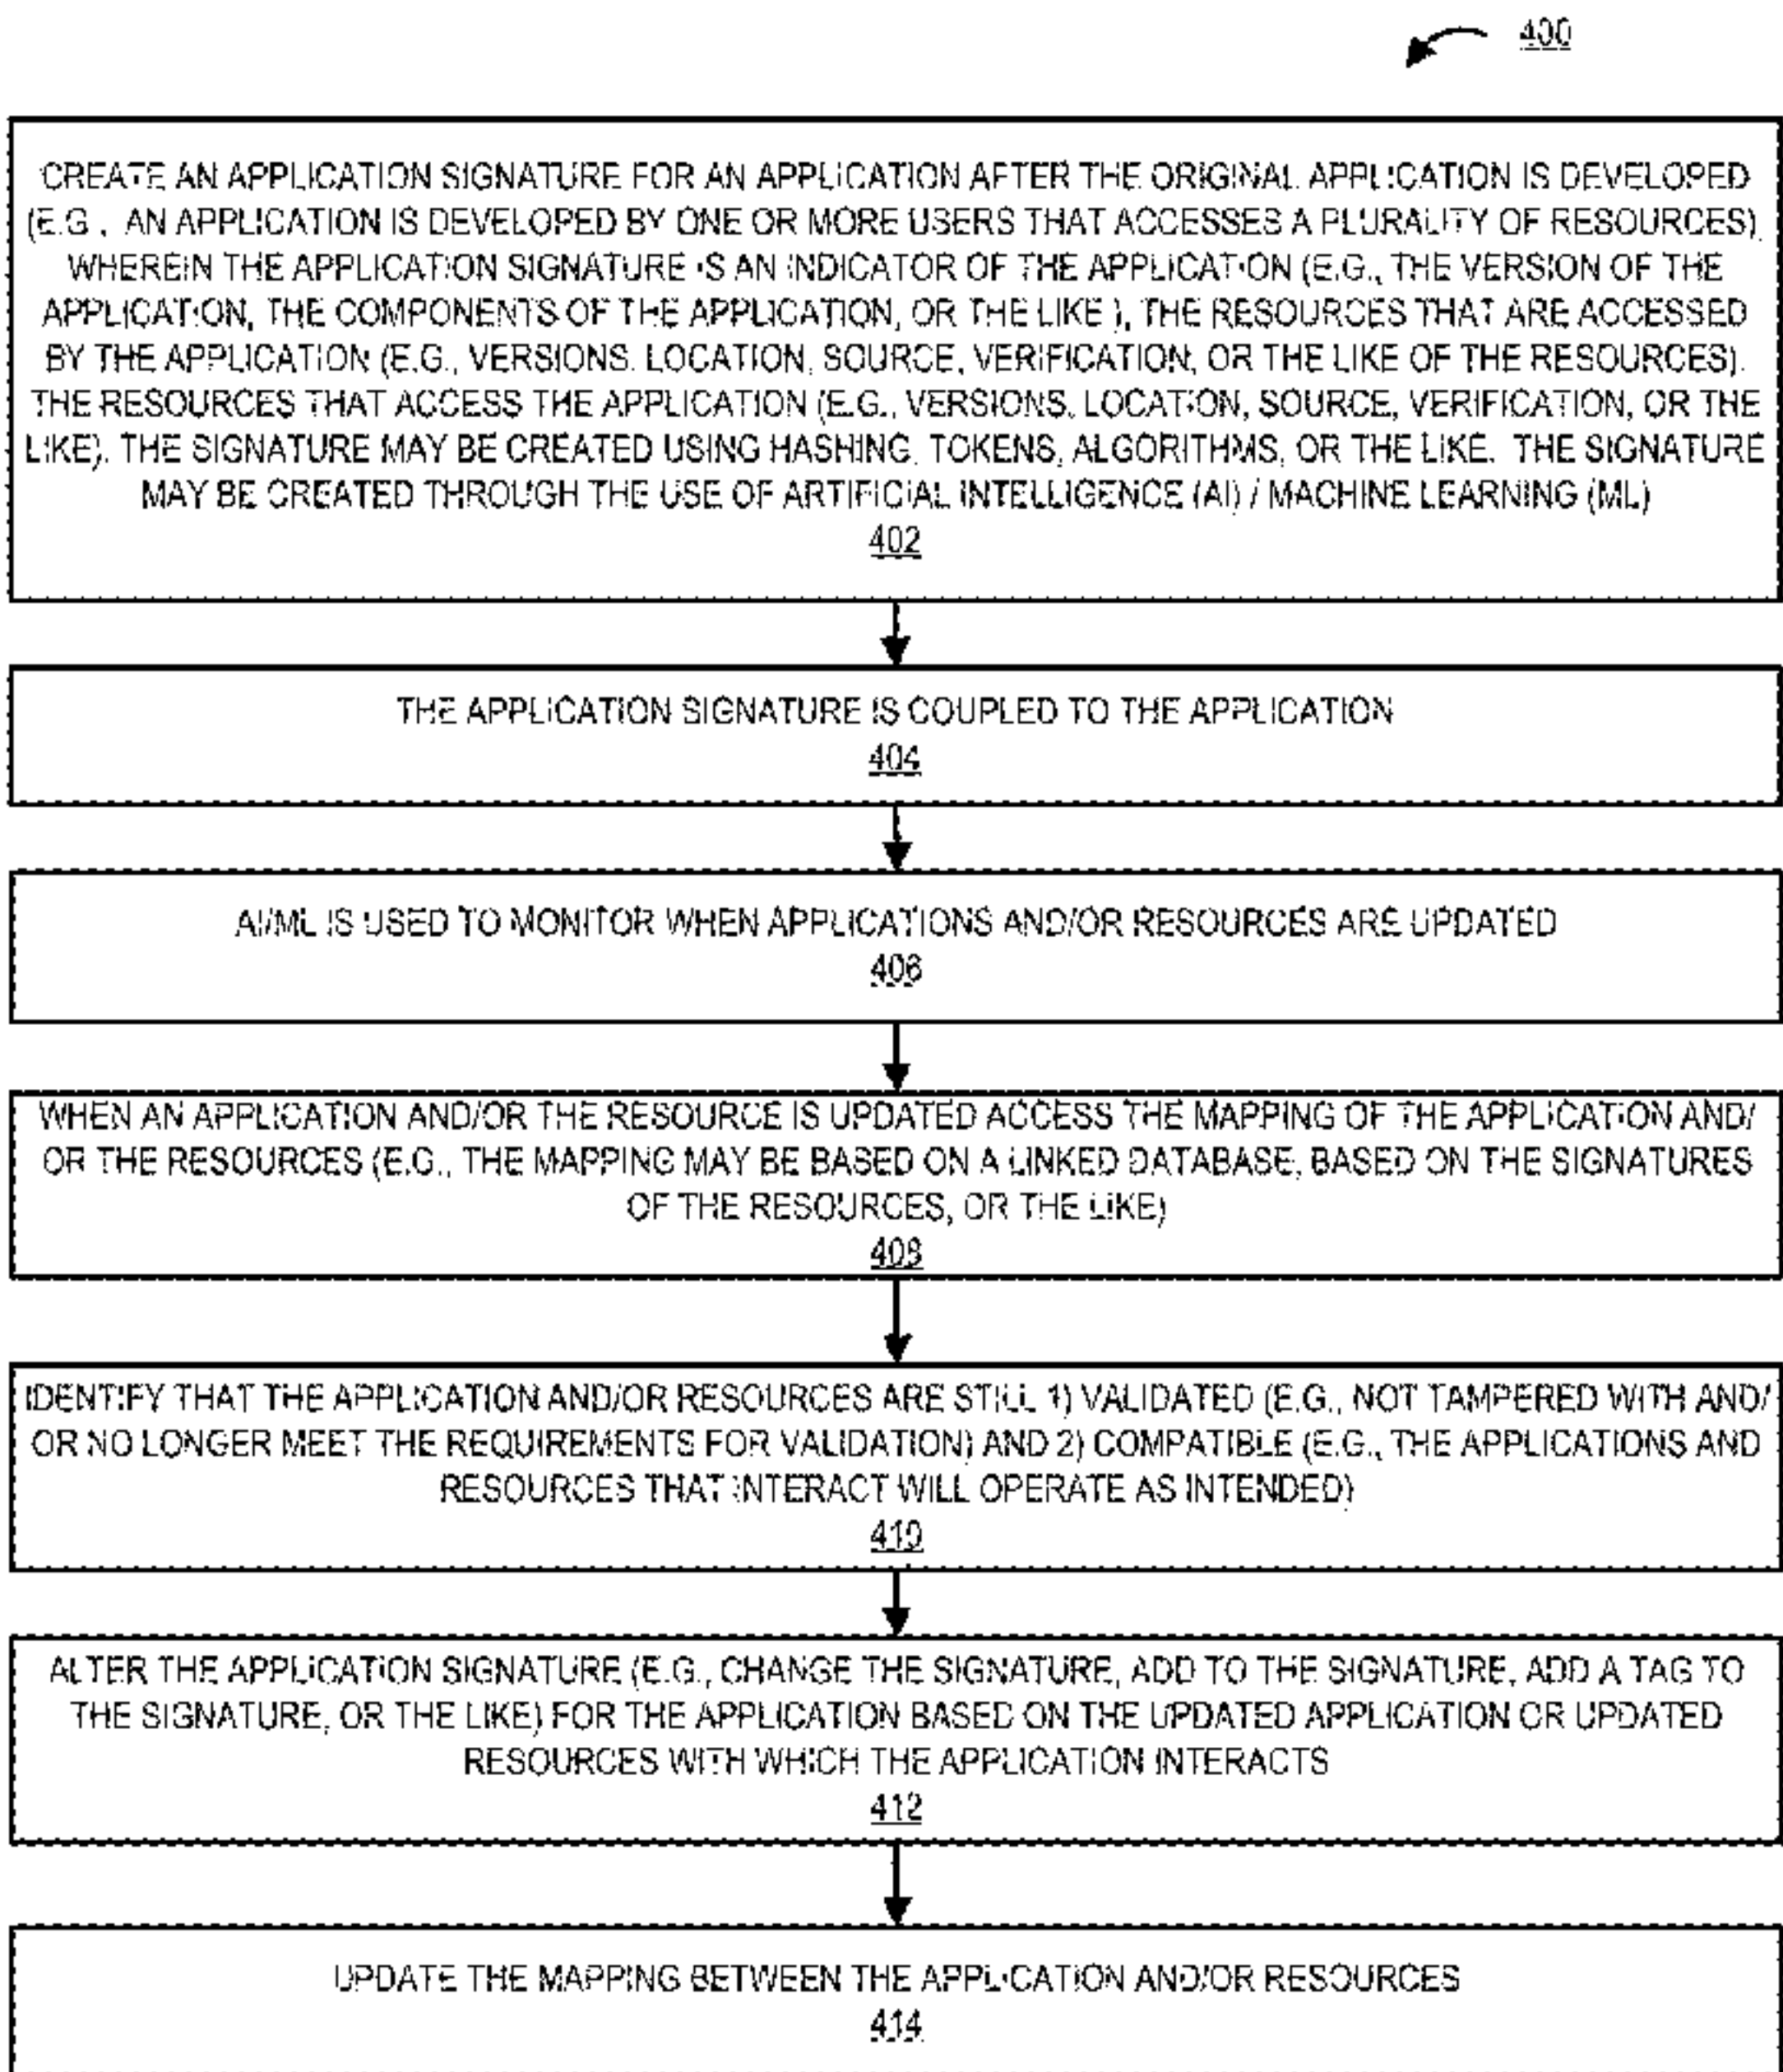 400
CREATE AN APPLICATION SIGNATURE FOR AN APPLICATION AFTER THE ORIGINAL APPLICATION IS DEVELOPED
(E.G., AN APPLICATION IS DEVELOPED BY ONE OR MORE USERS THAT ACCESSES A PLURALITY OF RESOURCES),
WHEREIN THE APPLICATION SIGNATURE IS AN INDICATOR OF THE APPLICATION (E.G., THE VERSION OF THE
APPLICATION, THE COMPONENTS OF THE APPLICATION, OR THE LIKE ), THE RESOURCES THAT ARE ACCESSED
BY THE APPLICATION (E.G., VERSIONS, LOCATION, SOURCE, VERIFICATION, OR THE LIKE OF THE RESOURCES).
THE RESOURCES THAT ACCESS THE APPLICATION (E.G., VERSIONS, LOCATION, SOURCE, VERIFICATION, OR THE
LIKE). THE SIGNATURE MAY BE CREATED USING HASHING, TOKENS, ALGORITHMS, OR THE LIKE. THE SIGNATURE
MAY BE CREATED THROUGH THE USE OF ARTIFICIAL INTELLIGENCE (AI) / MACHINE LEARNING (ML)
402
THE APPLICATION SIGNATURE IS COUPLED TO THE APPLICATION
404
AI/ML IS USED TO MONITOR WHEN APPLICATIONS AND/OR RESOURCES ARE UPDATED
406
WHEN AN APPLICATION AND/OR THE RESOURCE IS UPDATED ACCESS THE MAPPING OF THE APPLICATION AND/
OR THE RESOURCES (E.G., THE MAPPING MAY BE BASED ON A LINKED DATABASE, BASED ON THE SIGNATURES
OF THE RESOURCES, OR THE LIKE)
408
IDENTIFY THAT THE APPLICATION AND/OR RESOURCES ARE STILL 1) VALIDATED (E.G., NOT TAMPERED WITH AND/
OR NO LONGER MEET THE REQUIREMENTS FOR VALIDATION) AND 2) COMPATIBLE (E.G., THE APPLICATIONS AND
RESOURCES THAT INTERACT WILL OPERATE AS INTENDED)
410
ALTER THE APPLICATION SIGNATURE (E.G., CHANGE THE SIGNATURE, ADD TO THE SIGNATURE, ADD A TAG TO
THE SIGNATURE, OR THE LIKE) FOR THE APPLICATION BASED ON THE UPDATED APPLICATION OR UPDATED
RESOURCES WITH WHICH THE APPLICATION INTERACTS
412
UPDATE THE MAPPING BETWEEN THE APPLICATION AND/OR RESOURCES
414